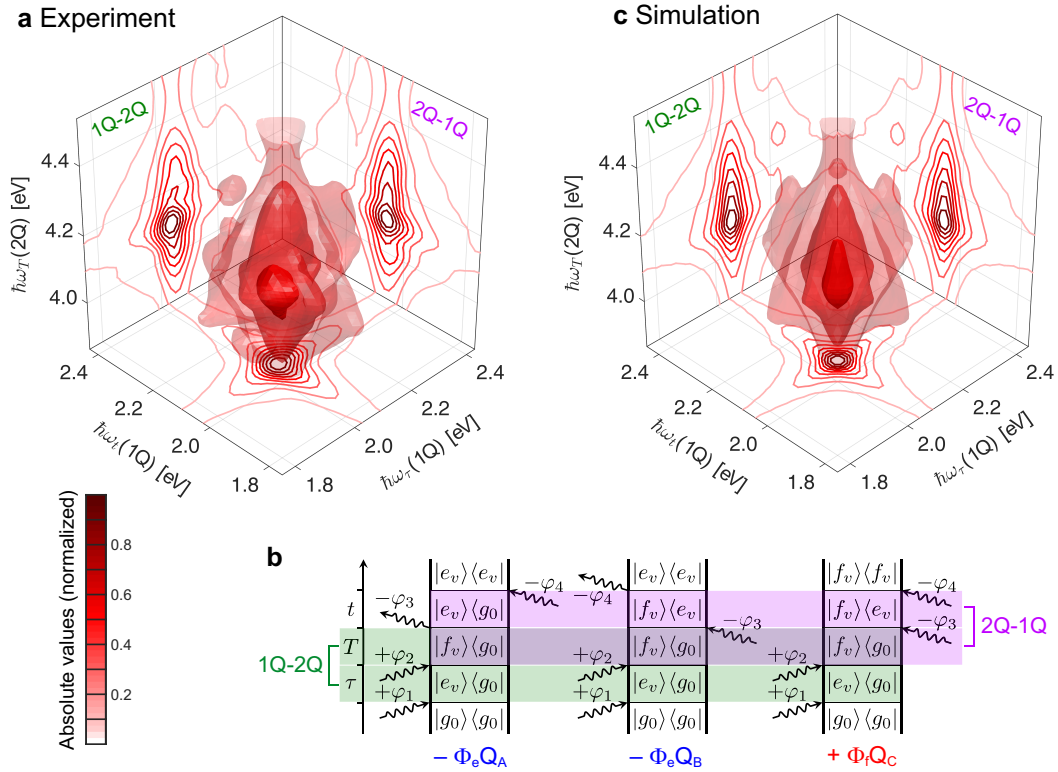 a Experiment
1Q-2Q
2Q-1Q
4.4
4.2
4.0
ħω_T(2Q) [eV]
2.4
2.2
2.0
1.8
ħω_t(1Q) [eV]
1.8
2.0
2.2
2.4
ħω_τ(1Q) [eV]
c Simulation
1Q-2Q
2Q-1Q
4.4
4.2
4.0
ħω_T(2Q) [eV]
2.4
2.2
2.0
1.8
ħω_t(1Q) [eV]
1.8
2.0
2.2
2.4
ħω_τ(1Q) [eV]
Absolute values (normalized)
0.8
0.6
0.4
0.2
b
t
T
τ
1Q-2Q
2Q-1Q
|e_v⟩⟨e_v|
−φ_4
−φ_3
|e_v⟩⟨g_0|
|f_v⟩⟨g_0|
+φ_2
|e_v⟩⟨g_0|
+φ_1
|g_0⟩⟨g_0|
− Φ_eQ_A
|e_v⟩⟨e_v|
−φ_4
|f_v⟩⟨e_v|
−φ_3
|f_v⟩⟨g_0|
+φ_2
|e_v⟩⟨g_0|
+φ_1
|g_0⟩⟨g_0|
− Φ_eQ_B
|f_v⟩⟨f_v|
−φ_4
|f_v⟩⟨e_v|
−φ_3
|f_v⟩⟨g_0|
+φ_2
|e_v⟩⟨g_0|
+φ_1
|g_0⟩⟨g_0|
+ Φ_fQ_C